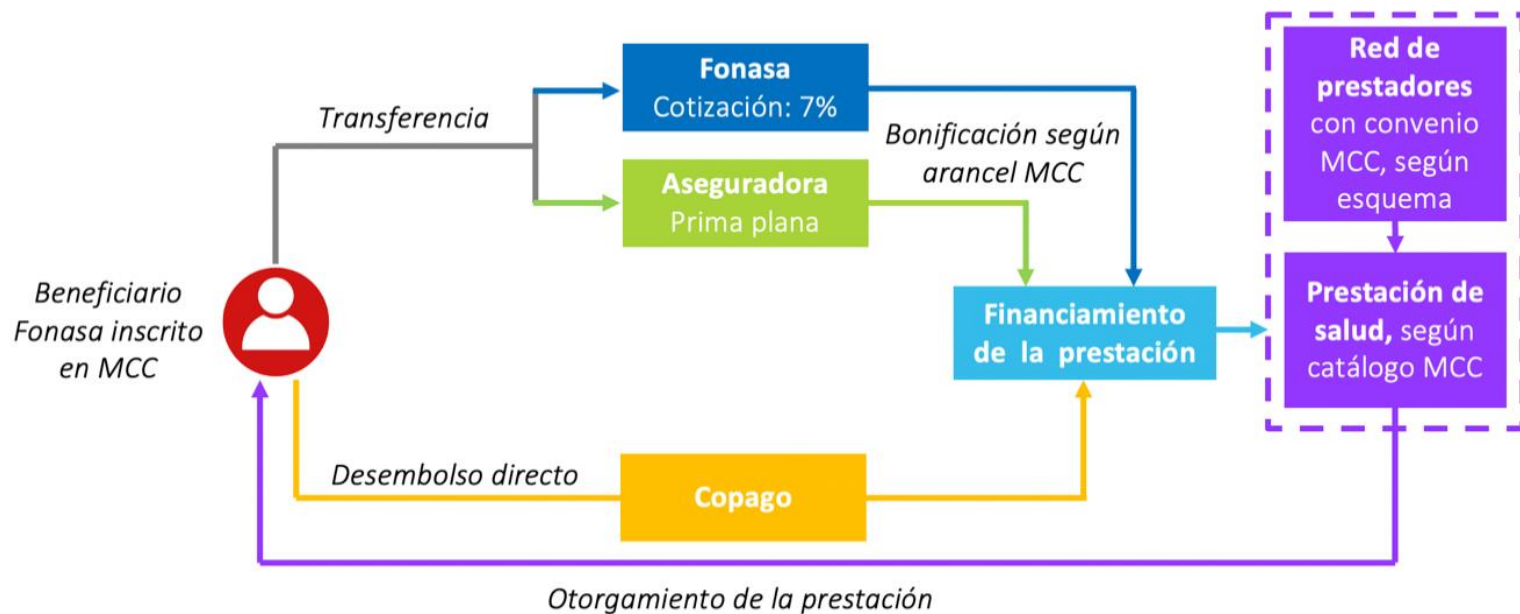 Transferencia
Fonasa
Cotización: 7%
Aseguradora
Prima plana
Bonificación según
arancel MCC
Red de
prestadores
con convenio
MCC, según
esquema
Beneficiario
Fonasa inscrito
en MCC
Financiamiento
de la prestación
Prestación de
salud, según
catálogo MCC
Desembolso directo
Copago
Otorgamiento de la prestación